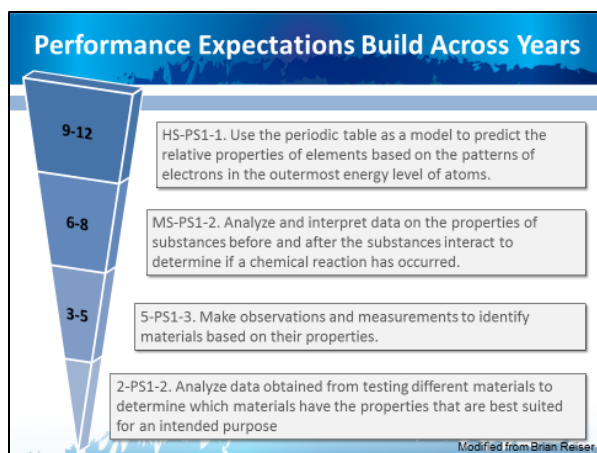 Performance Expectations Build Across Years
9-12
HS-PS1-1. Use the periodic table as a model to predict the
relative properties of elements based on the patterns of
electrons in the outermost energy level of atoms.
6-8
MS-PS1-2. Analyze and interpret data on the properties of
substances before and after the substances interact to
determine if a chemical reaction has occurred.
3-5
5-PS1-3. Make observations and measurements to identify
materials based on their properties.
2-PS1-2. Analyze data obtained from testing different materials to
determine which materials have the properties that are best suited
for an intended purpose
Modified from Brian Reiser